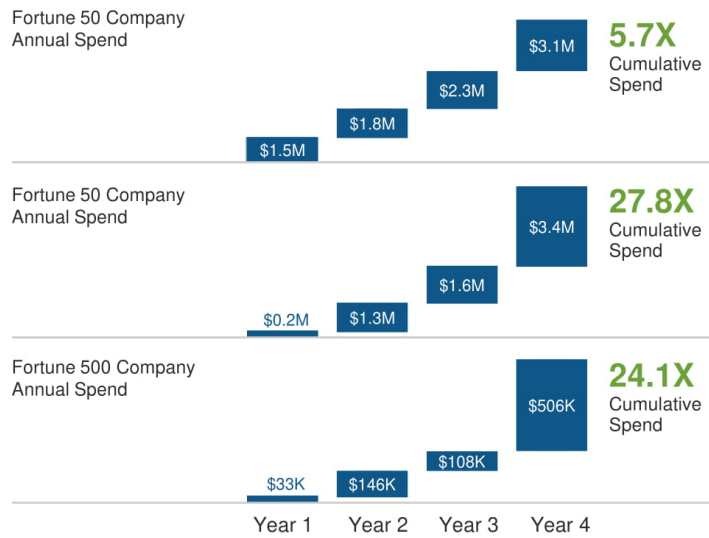 Fortune 50 Company
Annual Spend
$1.5M
$1.8M
$2.3M
$3.1M
5.7X
Cumulative
Spend
Fortune 50 Company
Annual Spend
$0.2M
$1.3M
$1.6M
$3.4M
27.8X
Cumulative
Spend
Fortune 500 Company
Annual Spend
$33K
$146K
$108K
$506K
24.1X
Cumulative
Spend
Year 1 Year 2 Year 3 Year 4